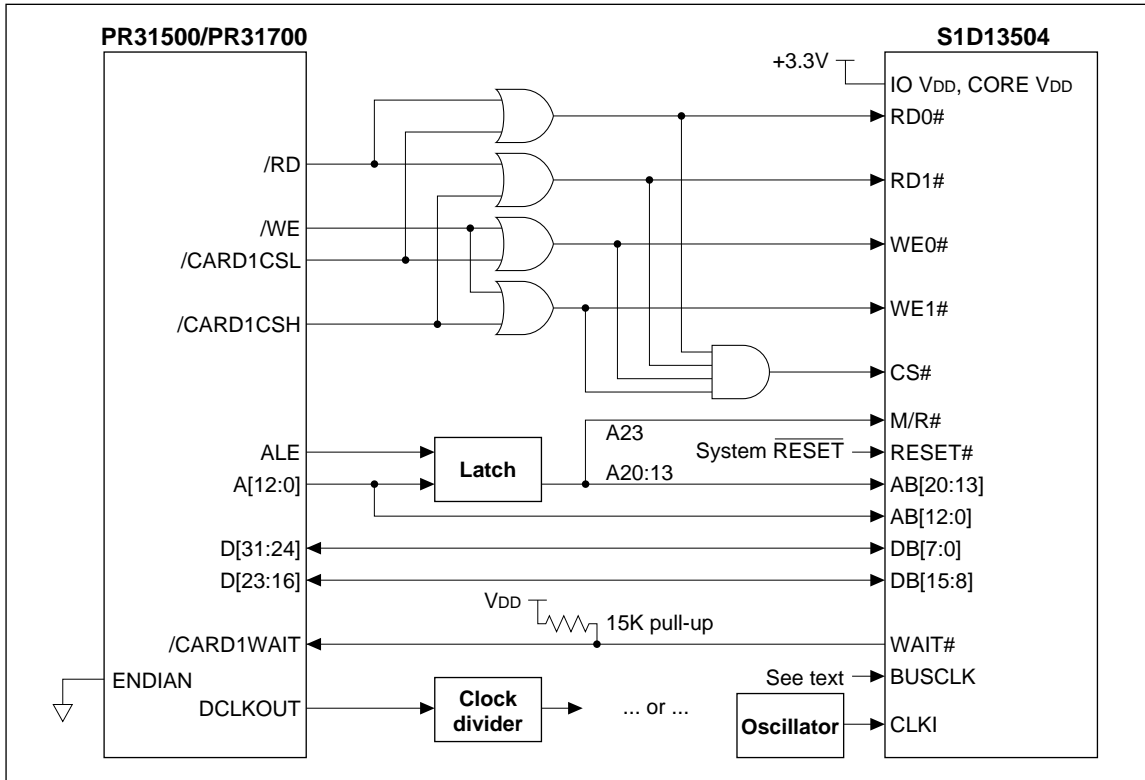 PR31500/PR31700
S1D13504
+3.3V
IO VDD, CORE VDD
RD0#
/RD
RD1#
/WE
WE0#
/CARD1CSL
WE1#
/CARD1CSH
CS#
M/R#
A23
ALE
Latch
System RESET
RESET#
A[12:0]
A20:13
AB[20:13]
AB[12:0]
D[31:24]
DB[7:0]
D[23:16]
DB[15:8]
VDD
15K pull-up
/CARD1WAIT
WAIT#
ENDIAN
See text
BUSCLK
DCLKOUT
Clock
divider
... or ...
Oscillator
CLKI